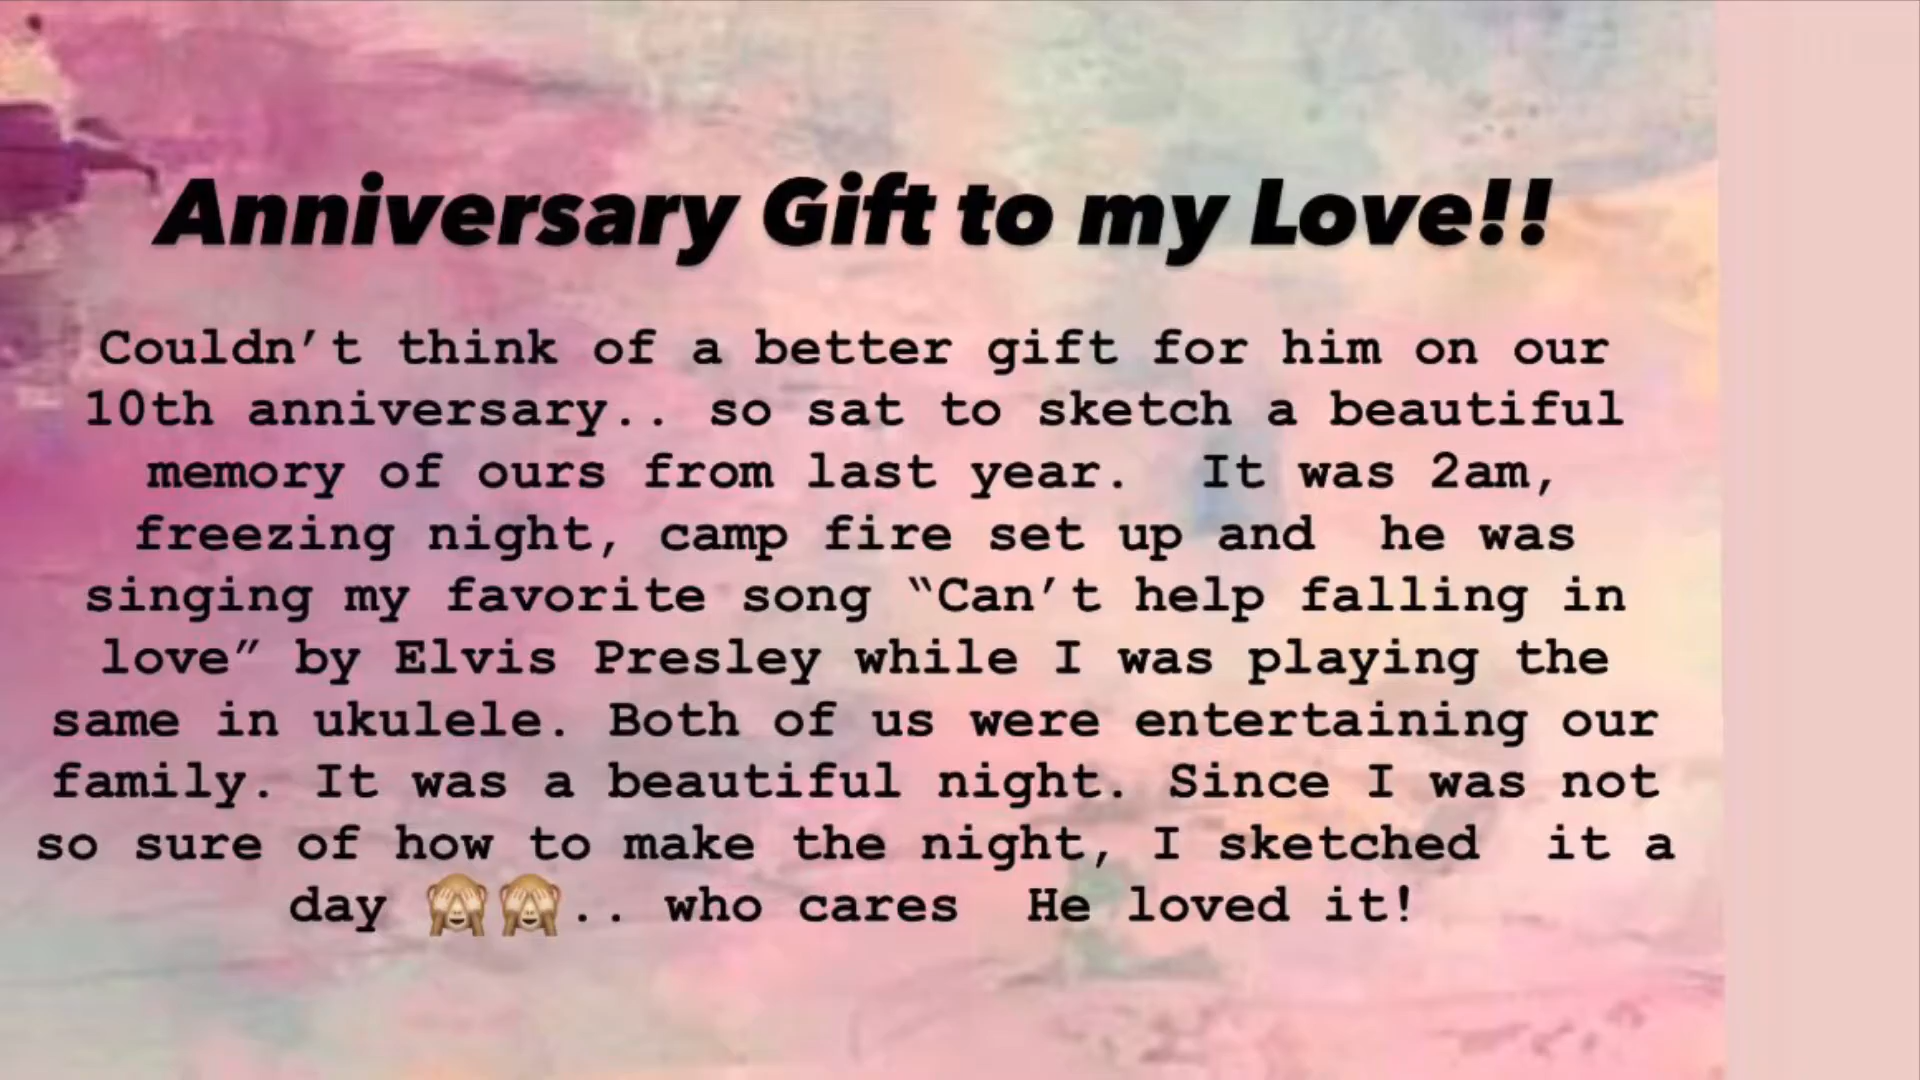 Anniversary Gift to my Love!!
Couldn’t think of a better gift for him on our
10th anniversary.. so sat to sketch a beautiful
memory of ours from last year.  It was 2am,
freezing night, camp fire set up and  he was
singing my favorite song “Can’t help falling in
love” by Elvis Presley while I was playing the
same in ukulele. Both of us were entertaining our
family. It was a beautiful night. Since I was not
so sure of how to make the night, I sketched  it a
day 🙈🙈.. who cares  He loved it!